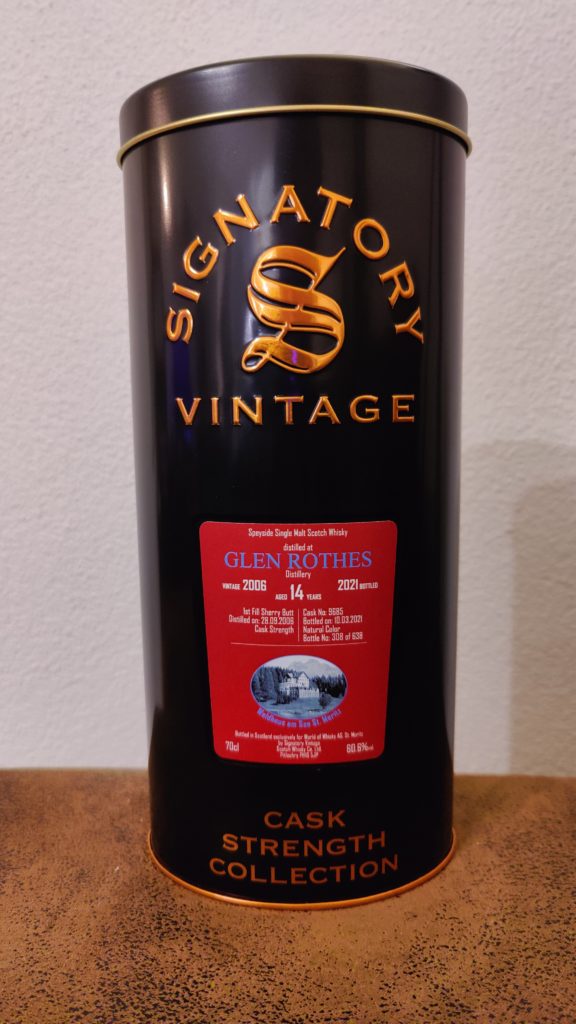 SIGNATORY
S
VINTAGE
Speyside Single Malt Scotch Whisky
distilled at
GLEN ROTHES
Distillery
VINTAGE 2006
AGED 14 YEARS
2021 BOTTLED
1st Fill Sherry Butt
Distilled on: 28.09.2006
Cask Strength
Cask No: 9685
Bottled on: 10.03.2021
Natural Color
Bottle No: 308 of 638
Waldhaus am See St. Moritz
Bottled in Scotland exclusively for World of Whisky AG, St. Moritz
by Signatory Vintage
Scotch Whisky Co. Ltd.
Pitlochry PH16 5JP
70cl
60.6%vol
CASK
STRENGTH
COLLECTION